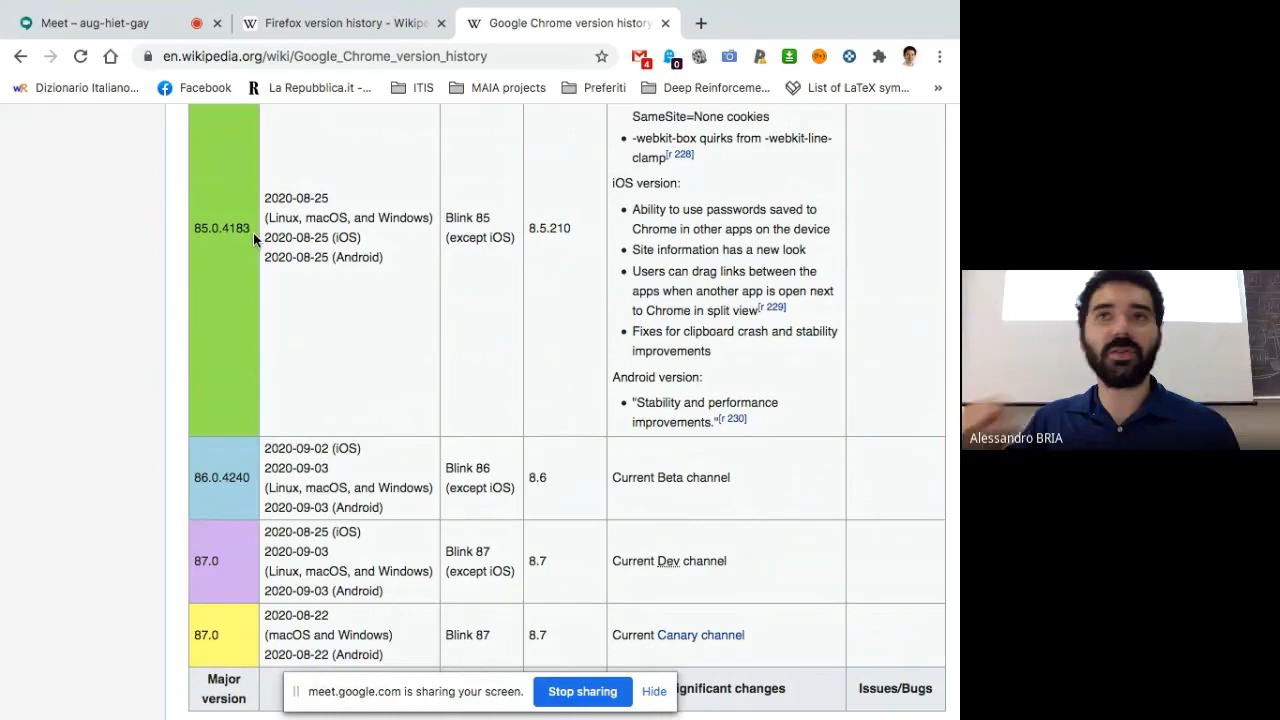 Meet – aug-hiet-gay
Firefox version history - Wikipe
Google Chrome version history
en.wikipedia.org/wiki/Google_Chrome_version_history
4
0
Dizionario Italiano...
Facebook
La Repubblica.it -...
ITIS
MAIA projects
Preferiti
Deep Reinforceme...
List of LaTeX sym...
»
SameSite=None cookies
• -webkit-box quirks from -webkit-line-
clamp[r 228]
iOS version:
• Ability to use passwords saved to
Chrome in other apps on the device
• Site information has a new look
• Users can drag links between the
apps when another app is open next
to Chrome in split view[r 229]
• Fixes for clipboard crash and stability
improvements
Android version:
• "Stability and performance
improvements."[r 230]
85.0.4183
2020-08-25
(Linux, macOS, and Windows)
2020-08-25 (iOS)
2020-08-25 (Android)
Blink 85
(except iOS)
8.5.210
86.0.4240
2020-09-02 (iOS)
2020-09-03
(Linux, macOS, and Windows)
2020-09-03 (Android)
Blink 86
(except iOS)
8.6
Current Beta channel
87.0
2020-08-25 (iOS)
2020-09-03
(Linux, macOS, and Windows)
2020-09-03 (Android)
Blink 87
(except iOS)
8.7
Current Dev channel
87.0
2020-08-22
(macOS and Windows)
2020-08-22 (Android)
Blink 87
8.7
Current Canary channel
Major
version
ignificant changes
Issues/Bugs
meet.google.com is sharing your screen.
Stop sharing
Hide
Alessandro BRIA